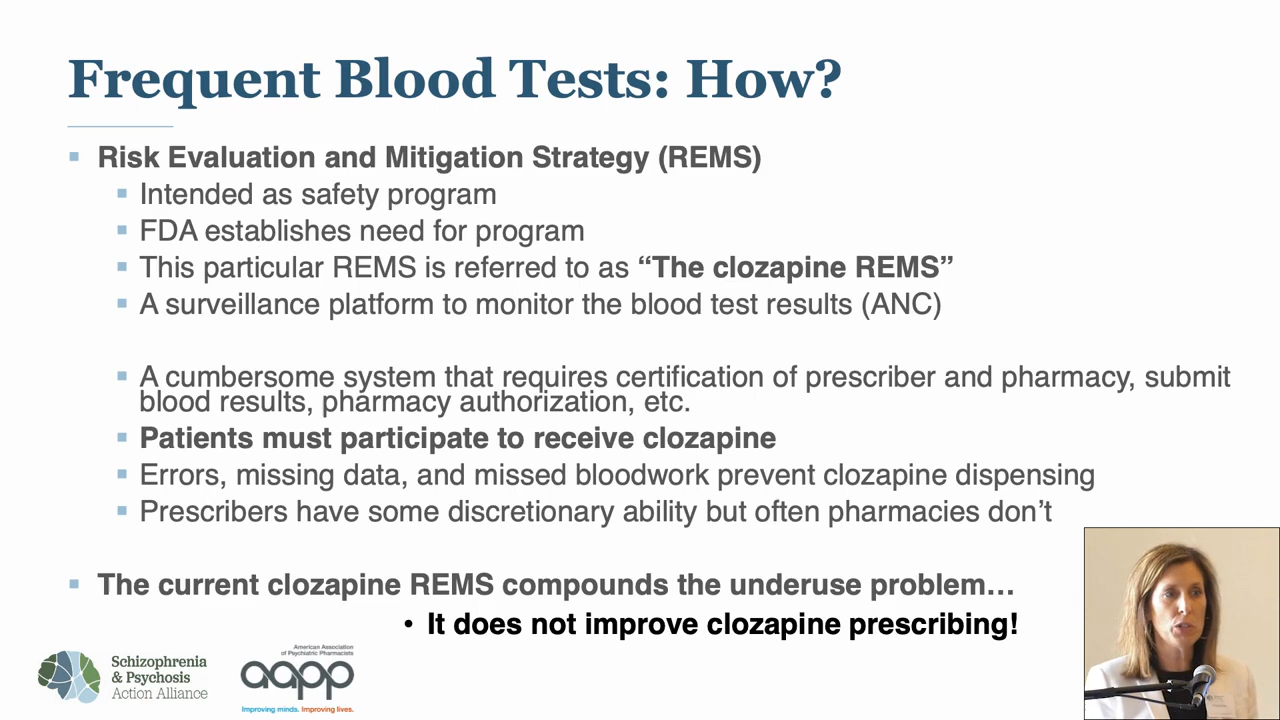 Frequent Blood Tests: How?
Risk Evaluation and Mitigation Strategy (REMS)
Intended as safety program
FDA establishes need for program
This particular REMS is referred to as “The clozapine REMS”
A surveillance platform to monitor the blood test results (ANC)
A cumbersome system that requires certification of prescriber and pharmacy, submit
blood results, pharmacy authorization, etc.
Patients must participate to receive clozapine
Errors, missing data, and missed bloodwork prevent clozapine dispensing
Prescribers have some discretionary ability but often pharmacies don’t
The current clozapine REMS compounds the underuse problem…
• It does not improve clozapine prescribing!
Schizophrenia
& Psychosis
Action Alliance
American Association
of Psychiatric Pharmacists
aapp
Improving minds. Improving lives.